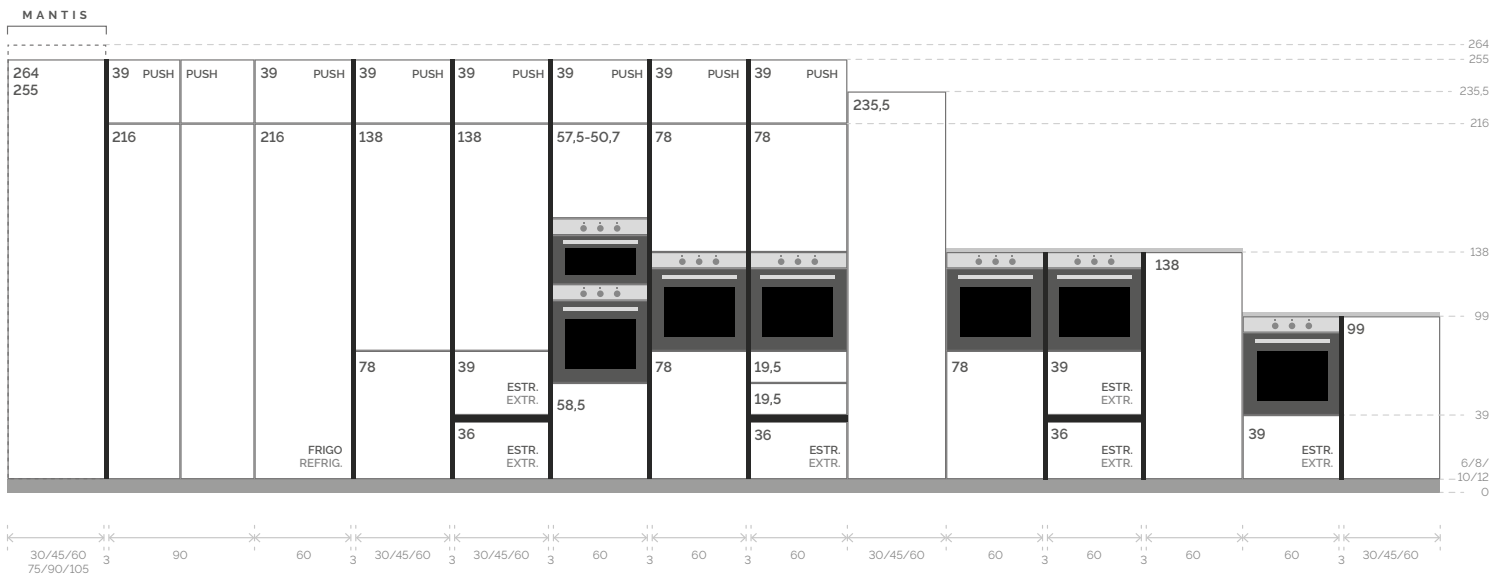 MANTIS
264
255
39 PUSH PUSH 39 PUSH 39 PUSH 39 PUSH 39 PUSH 39 PUSH 39 PUSH
264
255
235,5
235,5
216
216 216 138 138 57,5-50,7 78 78
138
138
99
99
78 39 58,5 78 19,5 78 39
ESTR.
EXTR.
19,5
ESTR.
EXTR.
39
36 36 36 39
FRIGO
REFRIG.
ESTR.
EXTR.
ESTR.
EXTR.
ESTR.
EXTR.
ESTR.
EXTR.
6/8/
10/12
0
30/45/60
75/90/105
3 90 60 3 30/45/60 3 30/45/60 3 60 3 60 3 60 30/45/60 60 3 60 3 60 60 3 30/45/60